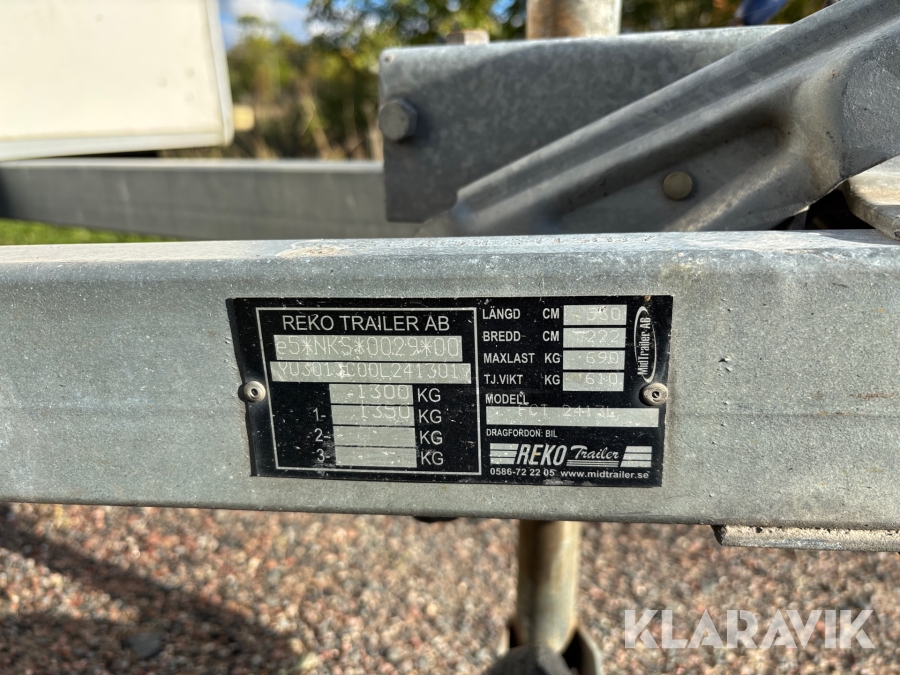 REKO TRAILER AB
e5*NKS*0029*00
1300 KG
1- 1350 KG
2- KG
3 KG
LÄNGD CM
BREDD CM 222
MAXLAST KG 690
TJ.VIKT KG 610
MODELL
DRAGFORDON: BIL
REKO Trailer
0586-72 22 05 www.midtrailer.se
MidTrailer AB
KLARAVIK